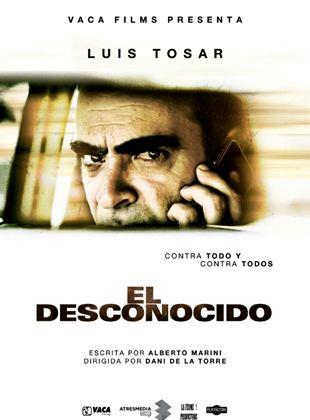 VACA FILMS PRESENTA
LUIS TOSAR
CONTRA TODO Y
CONTRA TODOS
EL
DESCONOCIDO
ESCRITA POR ALBERTO MARINI
DIRIGIDA POR DANI DE LA TORRE
VACA
ATRESMEDIA